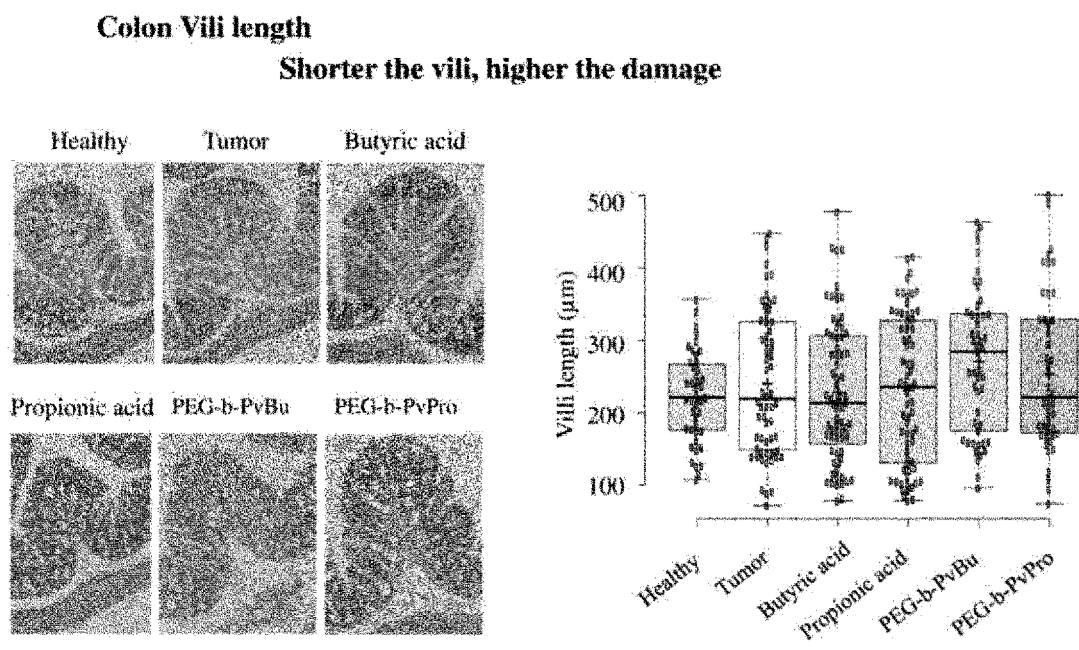 Colon Vili length
Shorter the vili, higher the damage
Healthy Tumor Butyric acid
Propionic acid PEG-b-PvBu PEG-b-PvPro
Villi length (μm)
500
400
300
200
100
Healthy
Tumor
Butyric acid
Propionic acid
PEG-b-PvBu
PEG-b-PvPro